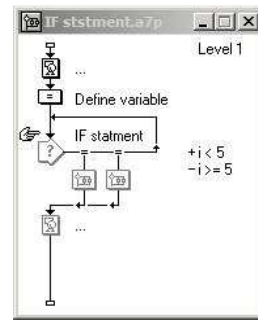 IF ststment.a7p
Level 1
...
=
Define variable
IF statment
?
= =
+i < 5
-i >= 5
...